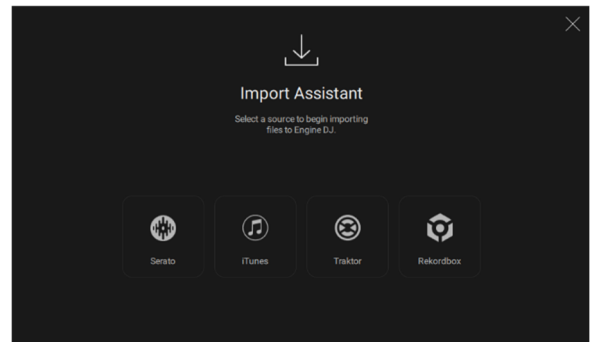 Import Assistant
Select a source to begin importing
files to Engine DJ.
Serato
iTunes
Traktor
Rekordbox